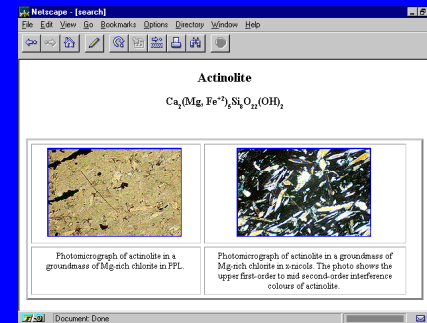 Netscape - [search]
File Edit View Go Bookmarks Options Directory Window Help
Actinolite
Ca₂(Mg, Fe⁺²)₅Si₈O₂₂(OH)₂
Photomicrograph of actinolite in a
groundmass of Mg-rich chlorite in PPL.
Photomicrograph of actinolite in a groundmass of
Mg-rich chlorite in x-nicols. The photo shows the
upper first-order to mid second-order interference
colours of actinolite.
Document: Done